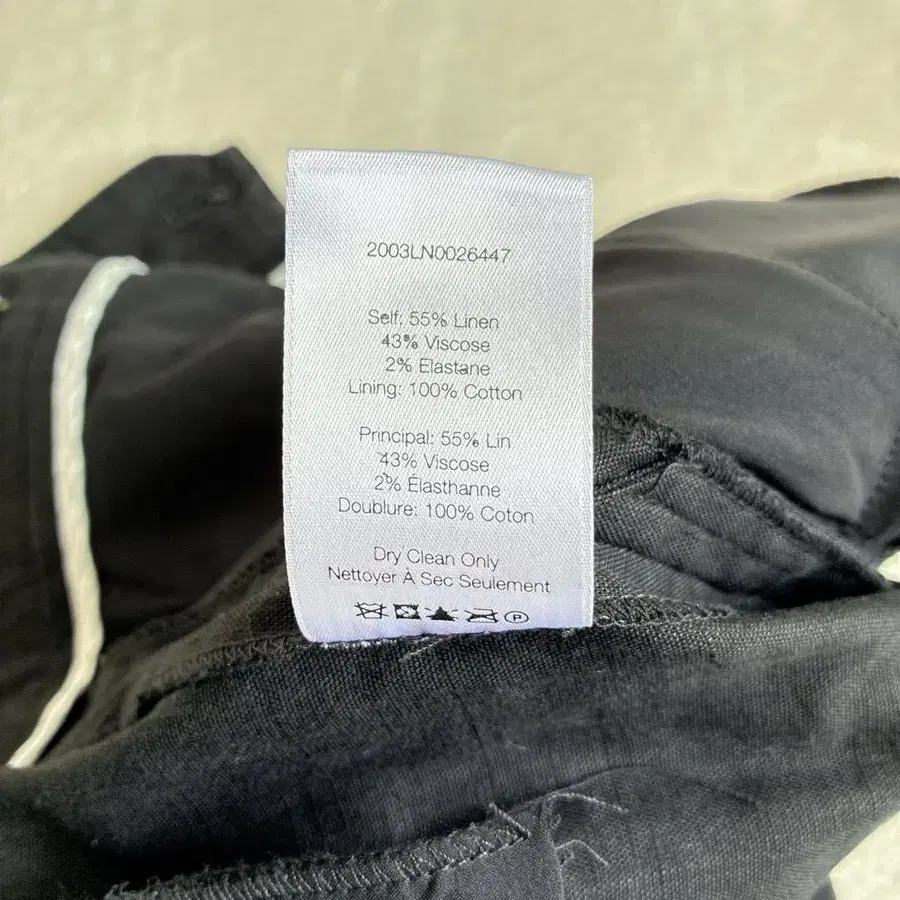 2003LN0026447
Self: 55% Linen
43% Viscose
2% Elastane
Lining: 100% Cotton
Principal: 55% Lin
43% Viscose
2% Élasthanne
Doublure: 100% Coton
Dry Clean Only
Nettoyer À Sec Seulement
P